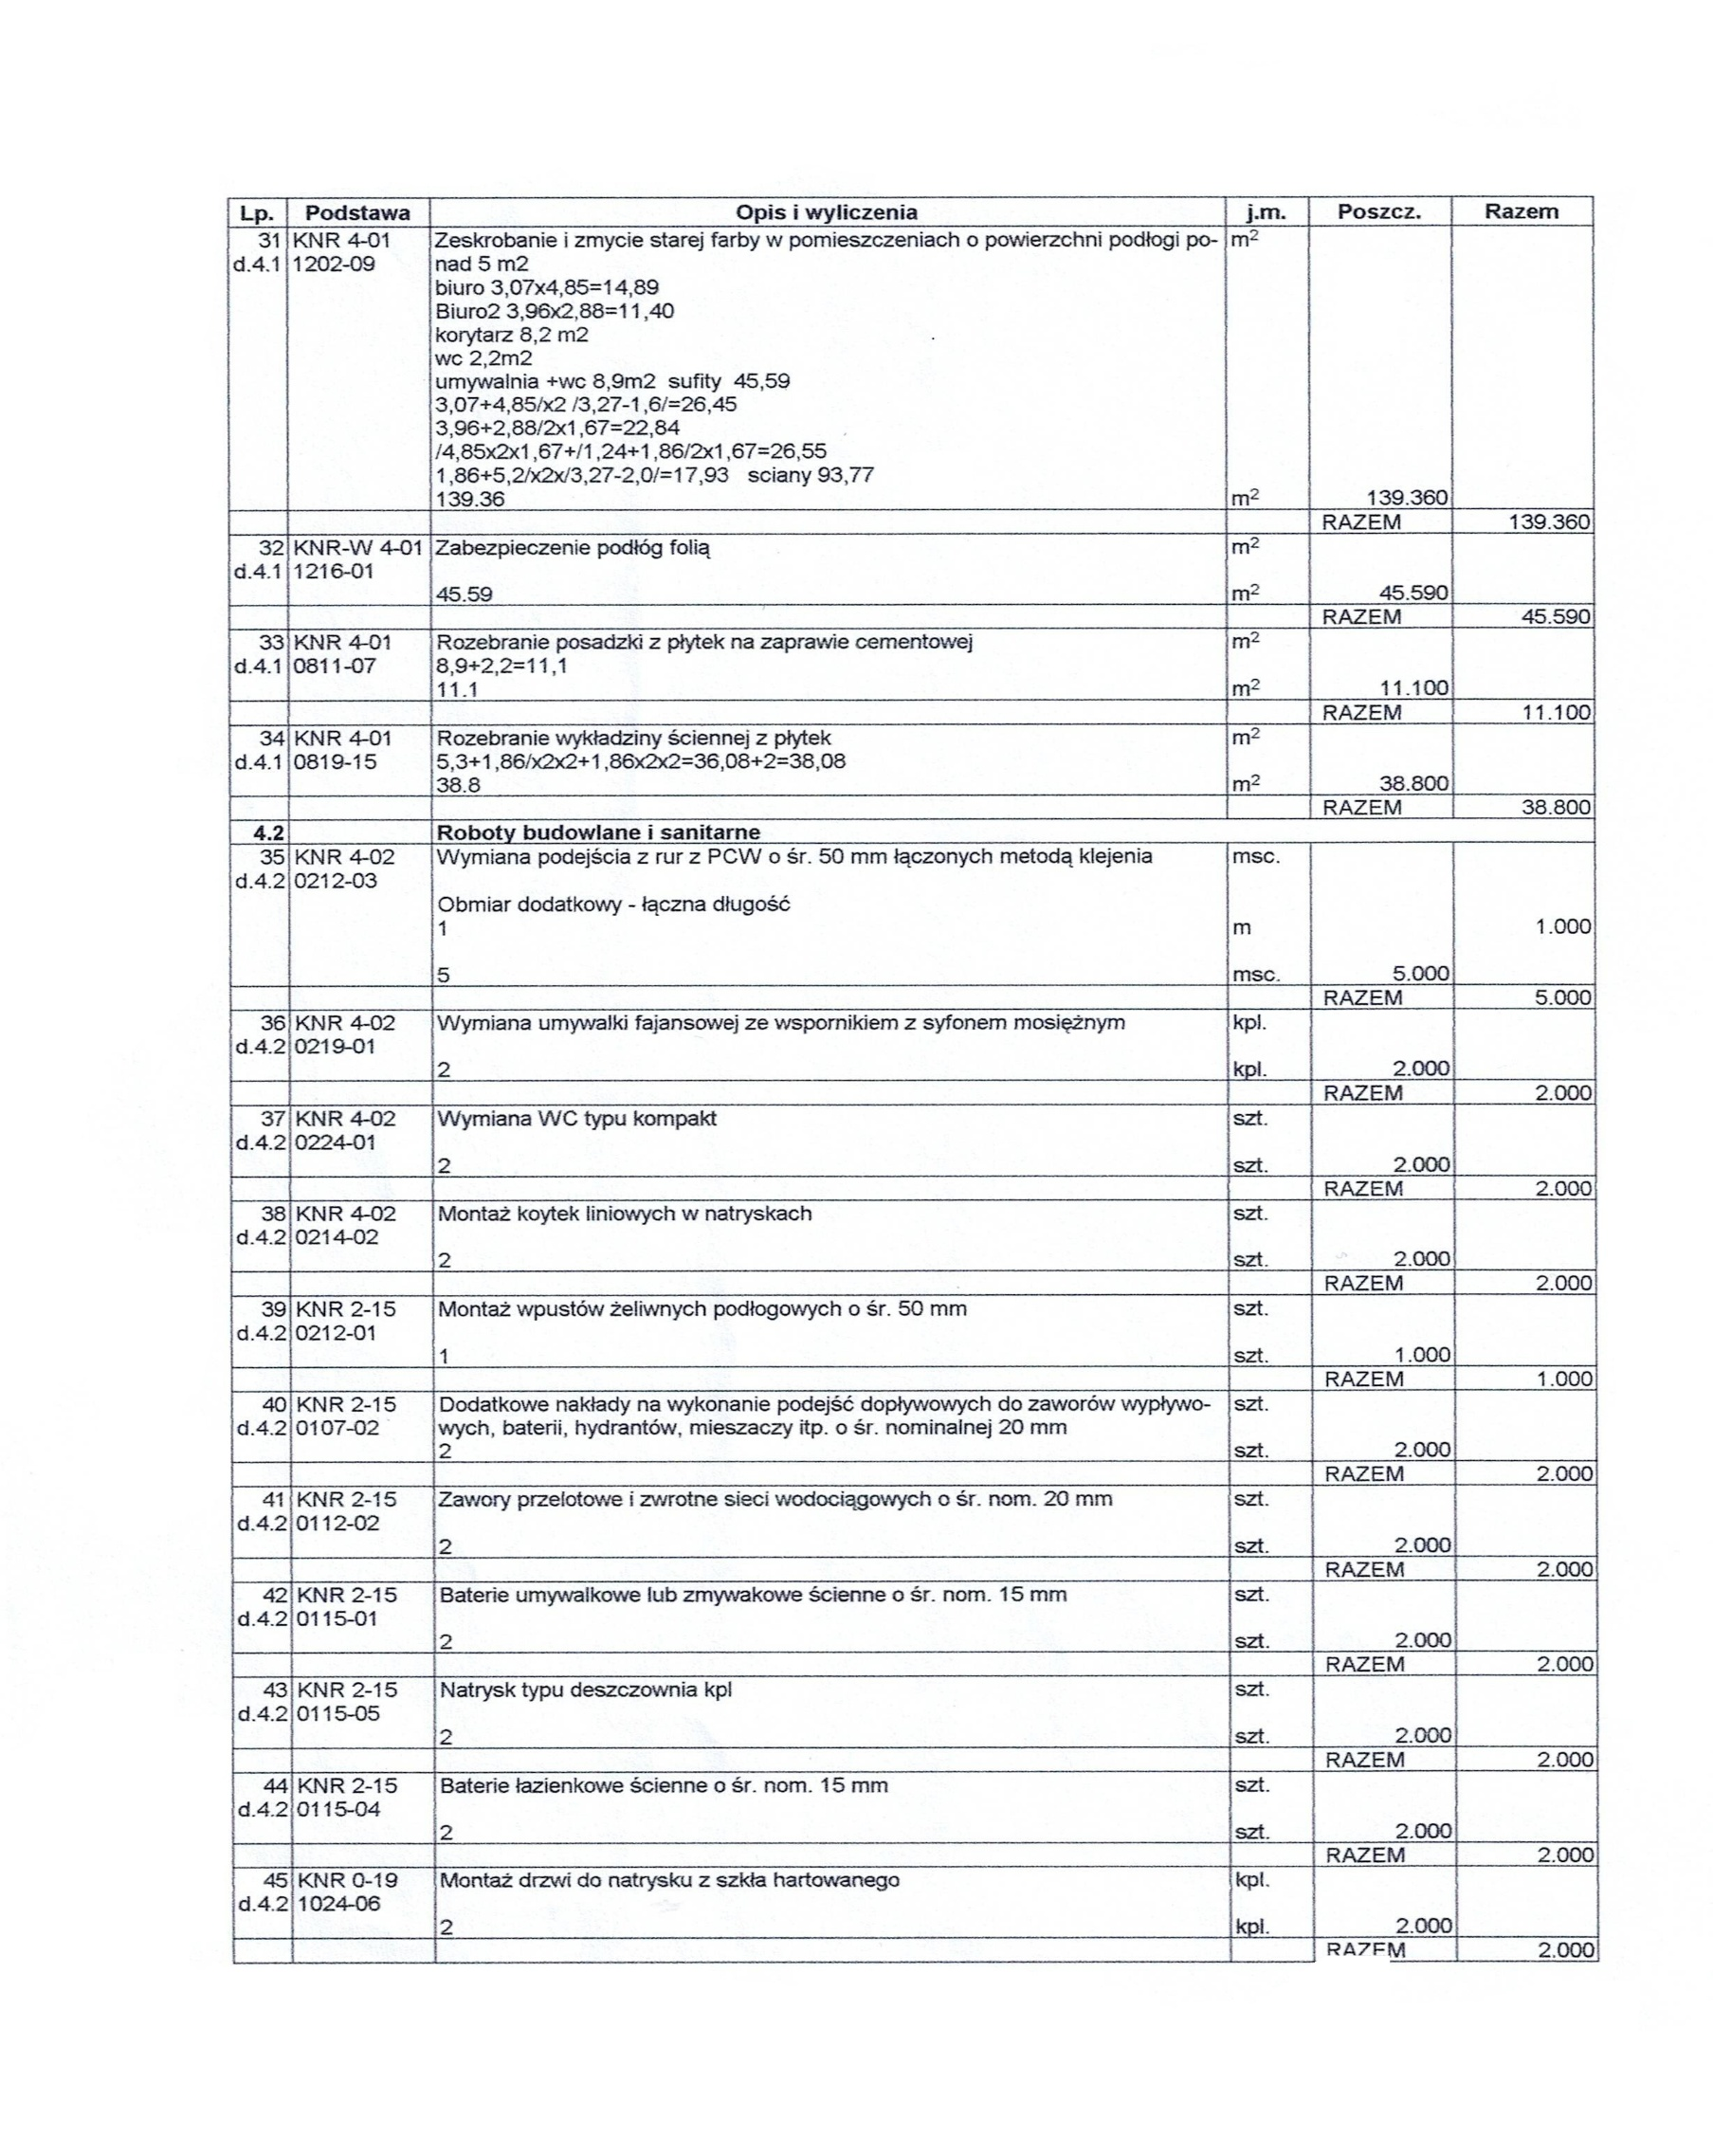 Lp. Podstawa Opis i wyliczenia j.m. Poszcz. Razem
31 KNR 4-01 Zeskrobanie i zmycie starej farby w pomieszczeniach o powierzchni podłogi po- m2
d.4.1 1202-09 nad 5 m2
biuro 3,07x4,85=14,89
Biuro2 3,96x2,88=11,40
korytarz 8,2 m2
wc 2,2m2
umywalnia +wc 8,9m2 sufity 45,59
3,07+4,85/x2 /3,27-1,6/=26,45
3,96+2,88/2x1,67=22,84
/4,85x2x1,67+/1,24+1,86/2x1,67=26,55
1,86+5,2/x2x/3,27-2,0/=17,93 sciany 93,77
139.36 m2 139.360
RAZEM 139.360
32 KNR-W 4-01 Zabezpieczenie podłóg folią m2
d.4.1 1216-01
45.59 m2 45.590
RAZEM 45.590
33 KNR 4-01 Rozebranie posadzki z płytek na zaprawie cementowej m2
d.4.1 0811-07 8,9+2,2=11,1
11.1 m2 11.100
RAZEM 11.100
34 KNR 4-01 Rozebranie wykładziny ściennej z płytek m2
d.4.1 0819-15 5,3+1,86/x2x2+1,86x2x2=36,08+2=38,08
38.8 m2 38.800
RAZEM 38.800
4.2 Roboty budowlane i sanitarne
35 KNR 4-02 Wymiana podejścia z rur z PCW o śr. 50 mm łączonych metodą klejenia msc.
d.4.2 0212-03
Obmiar dodatkowy - łączna długość
1 m 1.000
5 msc. 5.000
RAZEM 5.000
36 KNR 4-02 Wymiana umywalki fajansowej ze wspornikiem z syfonem mosiężnym kpl.
d.4.2 0219-01
2 kpl. 2.000
RAZEM 2.000
37 KNR 4-02 Wymiana WC typu kompakt szt.
d.4.2 0224-01
2 szt. 2.000
RAZEM 2.000
38 KNR 4-02 Montaż koytek liniowych w natryskach szt.
d.4.2 0214-02
2 szt. 2.000
RAZEM 2.000
39 KNR 2-15 Montaż wpustów żeliwnych podłogowych o śr. 50 mm szt.
d.4.2 0212-01
1 szt. 1.000
RAZEM 1.000
40 KNR 2-15 Dodatkowe nakłady na wykonanie podejść dopływowych do zaworów wypływo- szt.
d.4.2 0107-02 wych, baterii, hydrantów, mieszaczy itp. o śr. nominalnej 20 mm
2 szt. 2.000
RAZEM 2.000
41 KNR 2-15 Zawory przelotowe i zwrotne sieci wodociągowych o śr. nom. 20 mm szt.
d.4.2 0112-02
2 szt. 2.000
RAZEM 2.000
42 KNR 2-15 Baterie umywalkowe lub zmywakowe ścienne o śr. nom. 15 mm szt.
d.4.2 0115-01
2 szt. 2.000
RAZEM 2.000
43 KNR 2-15 Natrysk typu deszczownia kpl szt.
d.4.2 0115-05
2 szt. 2.000
RAZEM 2.000
44 KNR 2-15 Baterie łazienkowe ścienne o śr. nom. 15 mm szt.
d.4.2 0115-04
2 szt. 2.000
RAZEM 2.000
45 KNR 0-19 Montaż drzwi do natrysku z szkła hartowanego kpl.
d.4.2 1024-06
2 kpl. 2.000
RAZEM 2.000